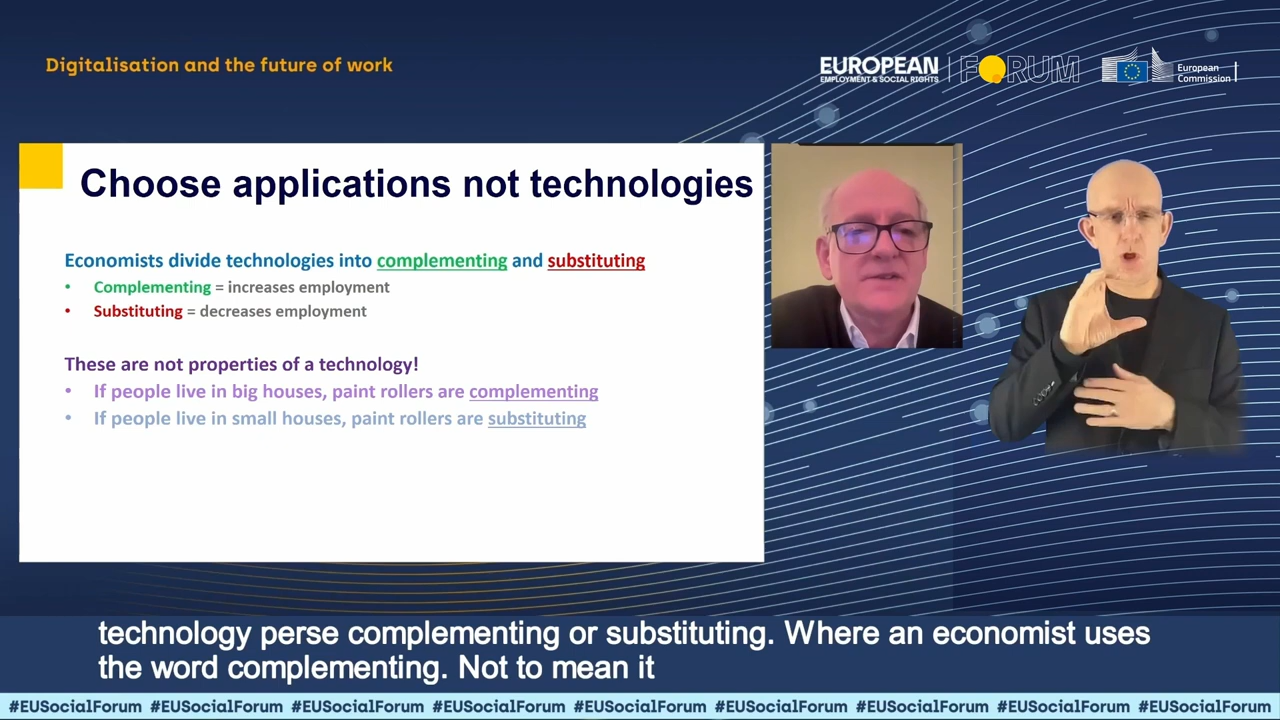 Digitalisation and the future of work
EUROPEAN
EMPLOYMENT & SOCIAL RIGHTS
FORUM
European
Commission
Choose applications not technologies
Economists divide technologies into complementing and substituting
• Complementing = increases employment
• Substituting = decreases employment
These are not properties of a technology!
• If people live in big houses, paint rollers are complementing
• If people live in small houses, paint rollers are substituting
technology perse complementing or substituting. Where an economist uses
the word complementing. Not to mean it
#EUSocialForum #EUSocialForum #EUSocialForum #EUSocialForum #EUSocialForum #EUSocialForum #EUSocialForum #EUSocialForum #EUSocialForum